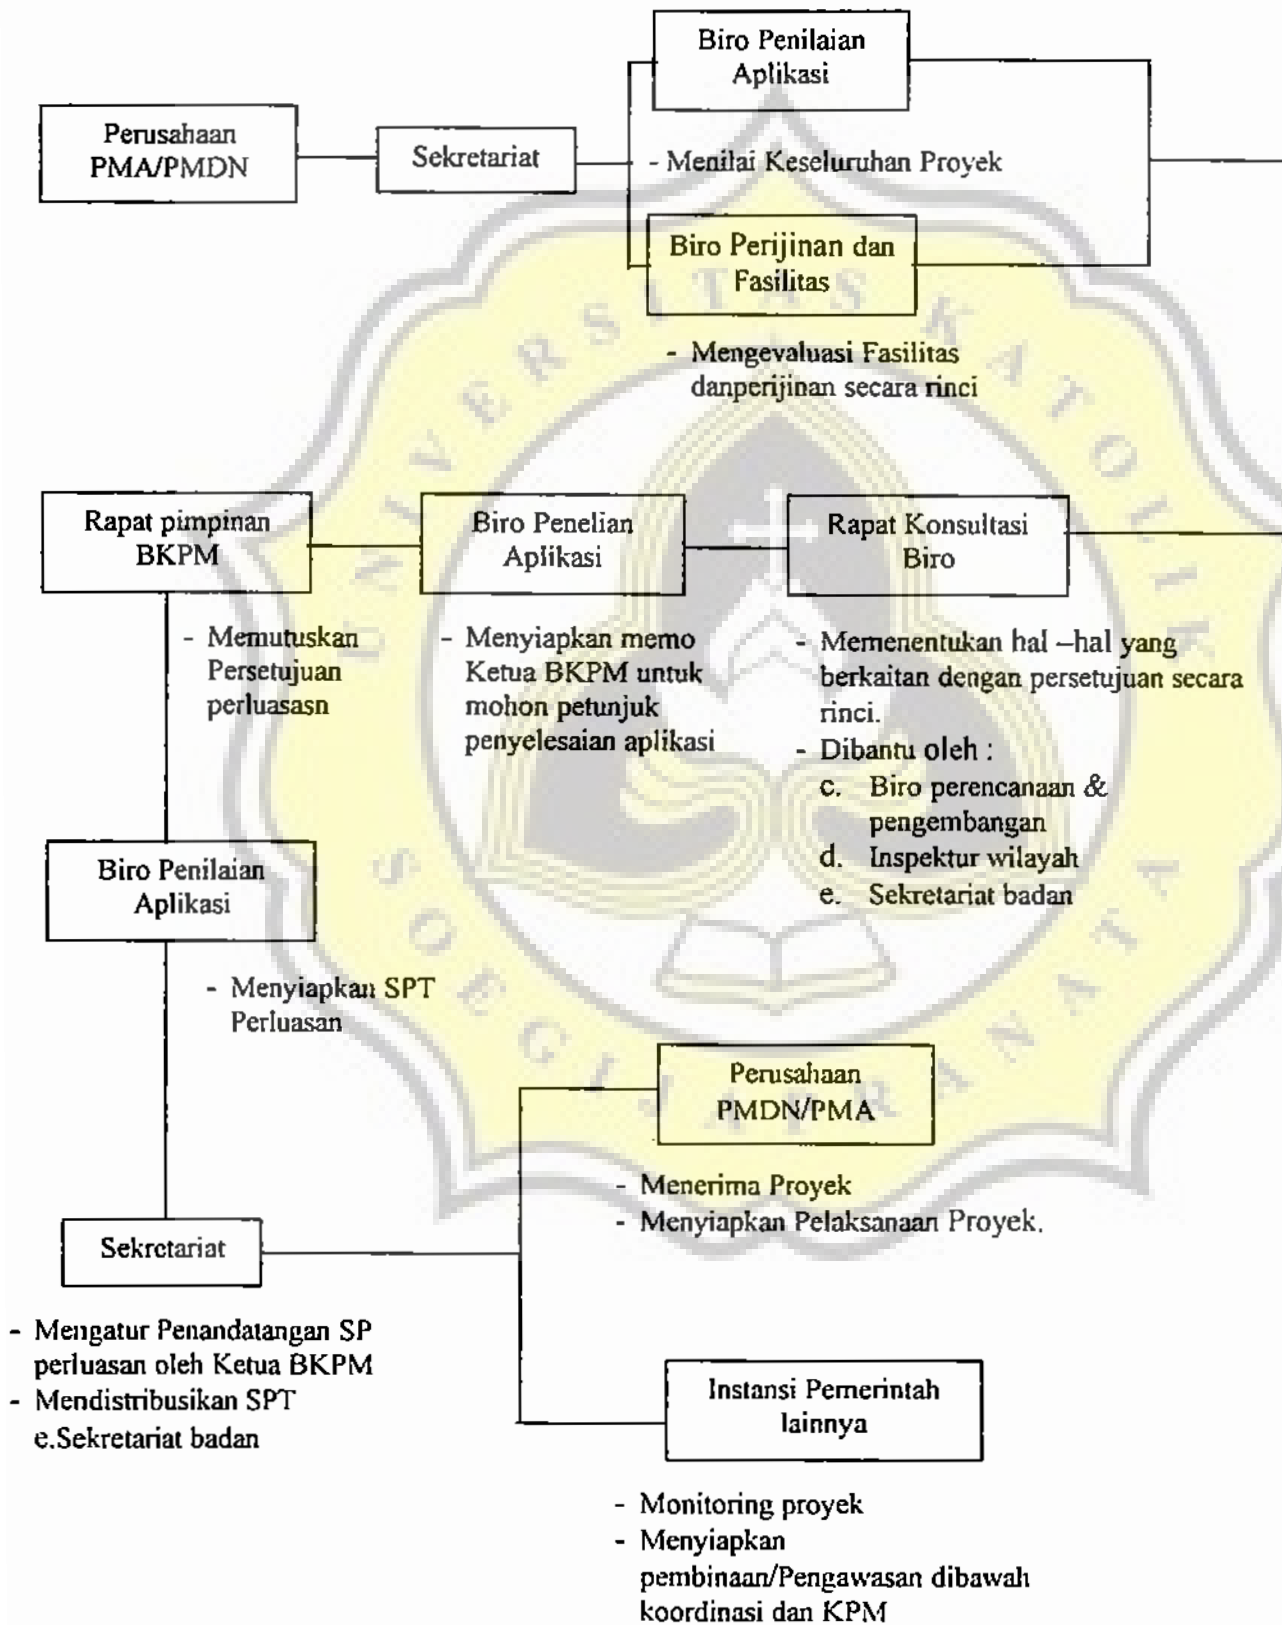 Biro Penilaian
Aplikasi
Perusahaan
PMA/PMDN
Sekretariat
- Menilai Keseluruhan Proyek
Biro Perijinan dan
Fasilitas
- Mengevaluasi Fasilitas
danperijinan secara rinci
Rapat pimpinan
BKPM
Biro Penelian
Aplikasi
Rapat Konsultasi
Biro
- Memutuskan
Persetujuan
perluasasn
- Menyiapkan memo
Ketua BKPM untuk
mohon petunjuk
penyelesaian aplikasi
- Memenentukan hal –hal yang
berkaitan dengan persetujuan secara
rinci.
- Dibantu oleh :
c. Biro perencanaan &
pengembangan
d. Inspektur wilayah
e. Sekretariat badan
Biro Penilaian
Aplikasi
- Menyiapkan SPT
Perluasan
Perusahaan
PMDN/PMA
- Menerima Proyek
- Menyiapkan Pelaksanaan Proyek.
Sekretariat
- Mengatur Penandatangan SP
perluasan oleh Ketua BKPM
- Mendistribusikan SPT
e.Sekretariat badan
Instansi Pemerintah
lainnya
- Monitoring proyek
- Menyiapkan
pembinaan/Pengawasan dibawah
koordinasi dan KPM
UNIVERSITAS KATOLIK
SOEGIJAPRANATA